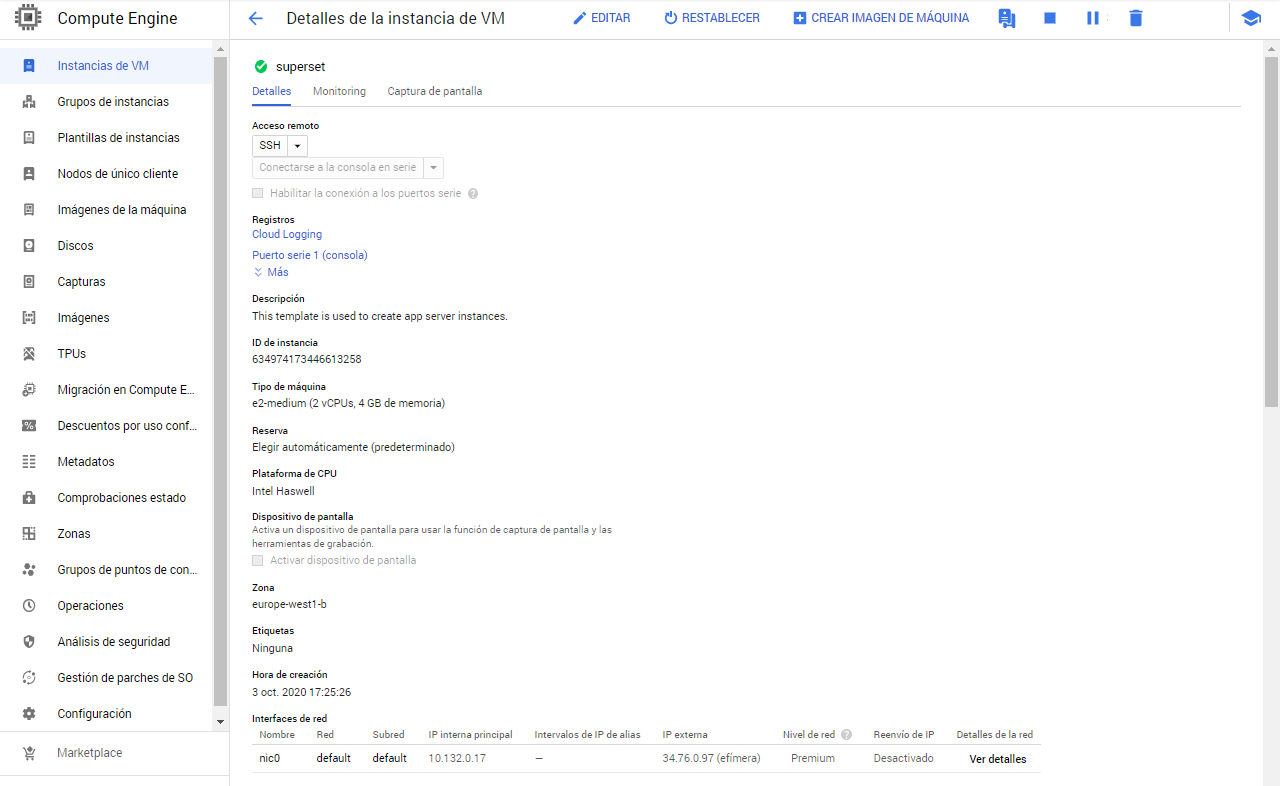 Compute Engine
Detalles de la instancia de VM
EDITAR
RESTABLECER
CREAR IMAGEN DE MÁQUINA
Instancias de VM
Grupos de instancias
Plantillas de instancias
Nodos de único cliente
Imágenes de la máquina
Discos
Capturas
Imágenes
TPUs
Migración en Compute E...
Descuentos por uso conf...
Metadatos
Comprobaciones estado
Zonas
Grupos de puntos de con...
Operaciones
Análisis de seguridad
Gestión de parches de SO
Configuración
Marketplace
superset
Detalles Monitoring Captura de pantalla
Acceso remoto
SSH
Conectarse a la consola en serie
Habilitar la conexión a los puertos serie
Registros
Cloud Logging
Puerto serie 1 (consola)
Más
Descripción
This template is used to create app server instances.
ID de instancia
634974173446613258
Tipo de máquina
e2-medium (2 vCPUs, 4 GB de memoria)
Reserva
Elegir automáticamente (predeterminado)
Plataforma de CPU
Intel Haswell
Dispositivo de pantalla
Activa un dispositivo de pantalla para usar la función de captura de pantalla y las
herramientas de grabación.
Activar dispositivo de pantalla
Zona
europe-west1-b
Etiquetas
Ninguna
Hora de creación
3 oct. 2020 17:25:26
Interfaces de red
Nombre Red Subred IP interna principal Intervalos de IP de alias IP externa Nivel de red Reenvío de IP Detalles de la red
nic0 default default 10.132.0.17 — 34.76.0.97 (efímera) Premium Desactivado Ver detalles